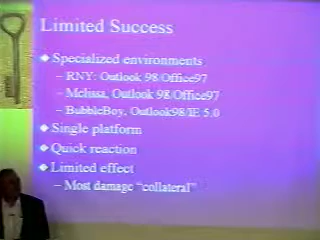 Limited Success
◆ Specialized environments
– RNY: Outlook 98/Office97
– Melissa, Outlook 98/Office97
– BubbleBoy, Outlook98/IE 5.0
◆ Single platform
◆ Quick reaction
◆ Limited effect
– Most damage “collateral”